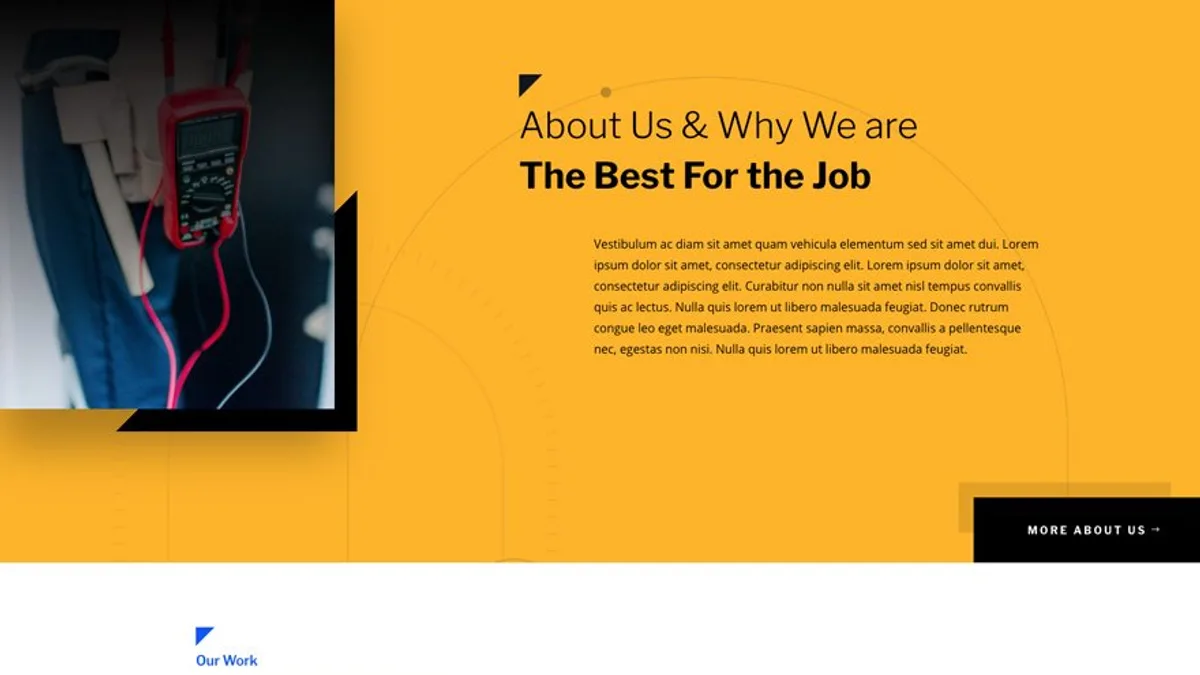 About Us & Why We are
The Best For the Job
Vestibulum ac diam sit amet quam vehicula elementum sed sit amet dui. Lorem
ipsum dolor sit amet, consectetur adipiscing elit. Lorem ipsum dolor sit amet,
consectetur adipiscing elit. Curabitur non nulla sit amet nisl tempus convallis
quis ac lectus. Nulla quis lorem ut libero malesuada feugiat. Donec rutrum
congue leo eget malesuada. Praesent sapien massa, convallis a pellentesque
nec, egestas non nisi. Nulla quis lorem ut libero malesuada feugiat.
MORE ABOUT US →
Our Work